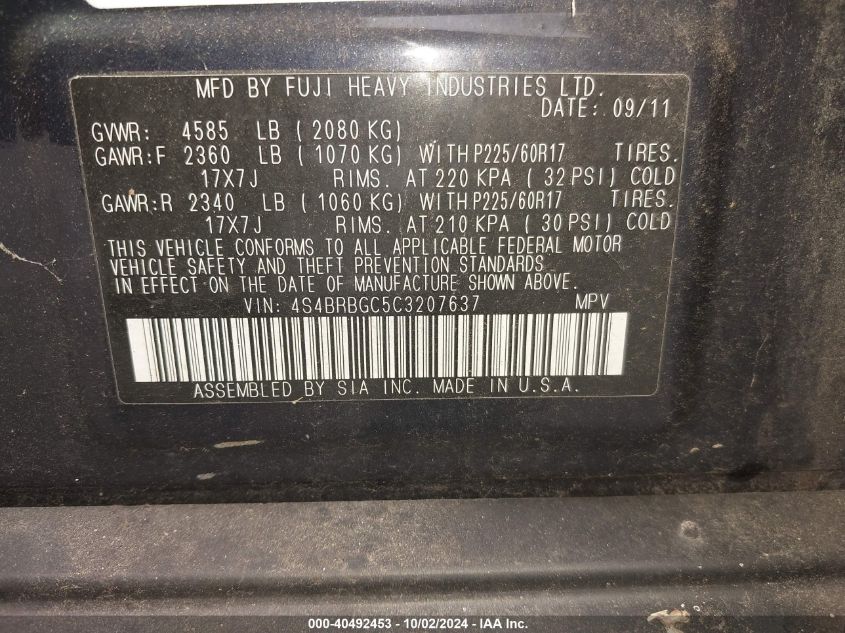 MFD BY FUJI HEAVY INDUSTRIES LTD.
DATE: 09/11
GVWR: 4585 LB ( 2080 KG)
GAWR:F 2360 LB ( 1070 KG) WITH P225/60R17 TIRES.
17X7J RIMS. AT 220 KPA ( 32 PSI) COLD
GAWR:R 2340 LB ( 1060 KG) WITH P225/60R17 TIRES.
17X7J RIMS. AT 210 KPA ( 30 PSI) COLD
THIS VEHICLE CONFORMS TO ALL APPLICABLE FEDERAL MOTOR
VEHICLE SAFETY AND THEFT PREVENTION STANDARDS
IN EFFECT ON THE DATE OF MANUFACTURE SHOWN ABOVE.
VIN: 4S4BRBGC5C3207637 MPV
ASSEMBLED BY SIA INC. MADE IN U.S.A.
000-40492453 - 10/02/2024 - IAA Inc.